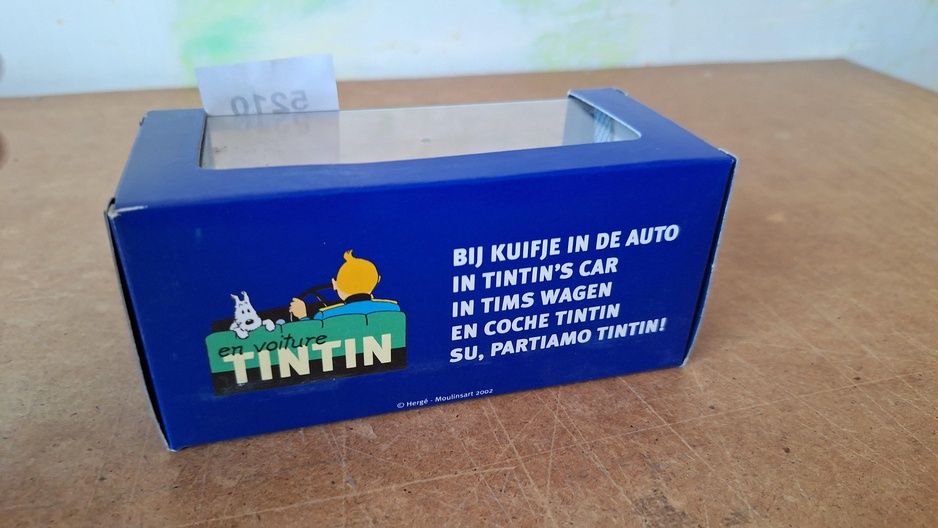 5210
BIJ KUIFJE IN DE AUTO
IN TINTIN'S CAR
IN TIMS WAGEN
EN COCHE TINTIN
SU, PARTIAMO TINTIN!
en voiture
TINTIN
© Hergé - Moulinsart 2002